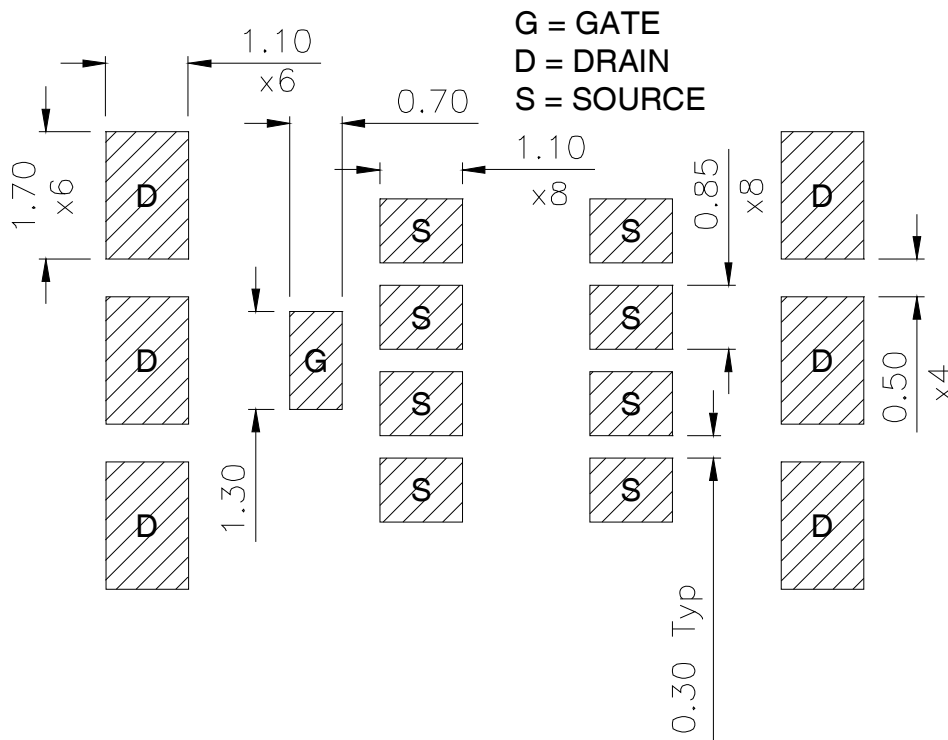 G = GATE
D = DRAIN
S = SOURCE
1.10
x6
0.70
1.10
x8
0.85
x8
1.70
x6
D
S
S
D
S
S
D
G
D
0.50
x4
S
S
1.30
S
S
D
D
0.30 Typ